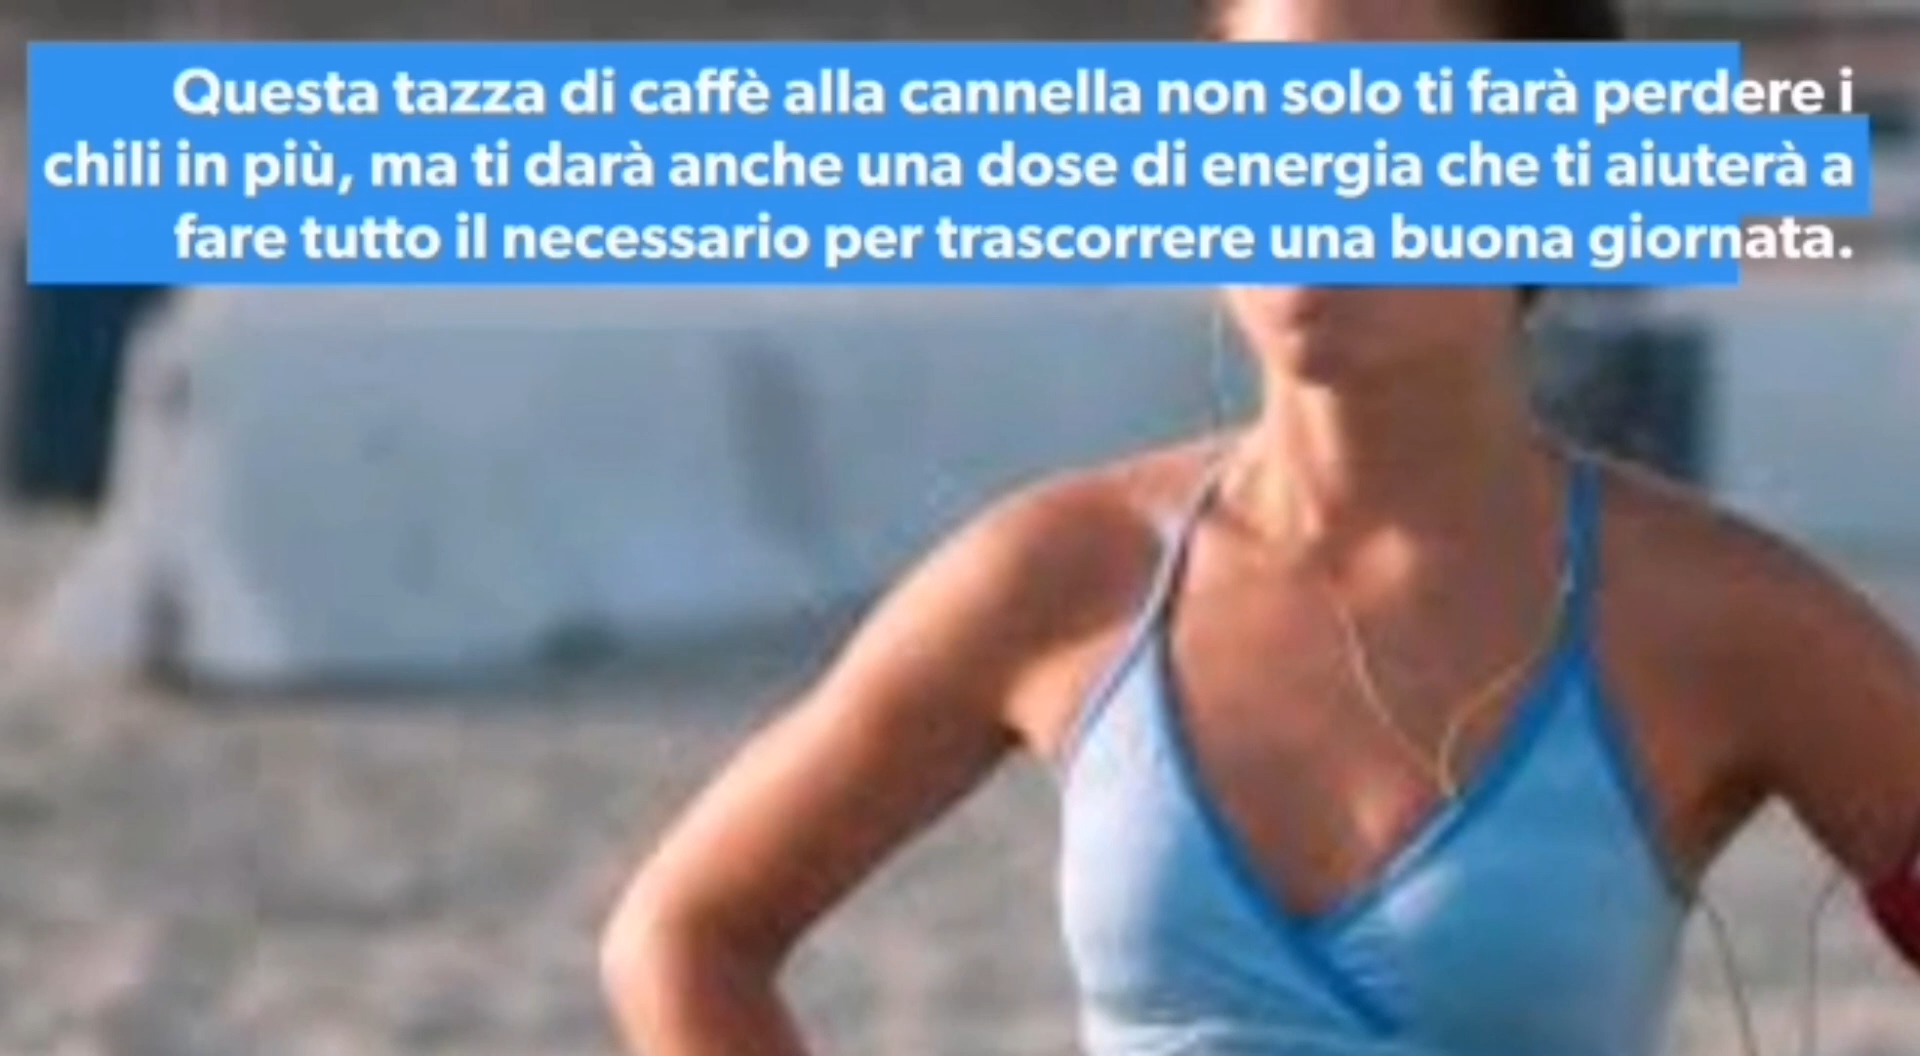 Questa tazza di caffè alla cannella non solo ti farà perdere i
chili in più, ma ti darà anche una dose di energia che ti aiuterà a
fare tutto il necessario per trascorrere una buona giornata.